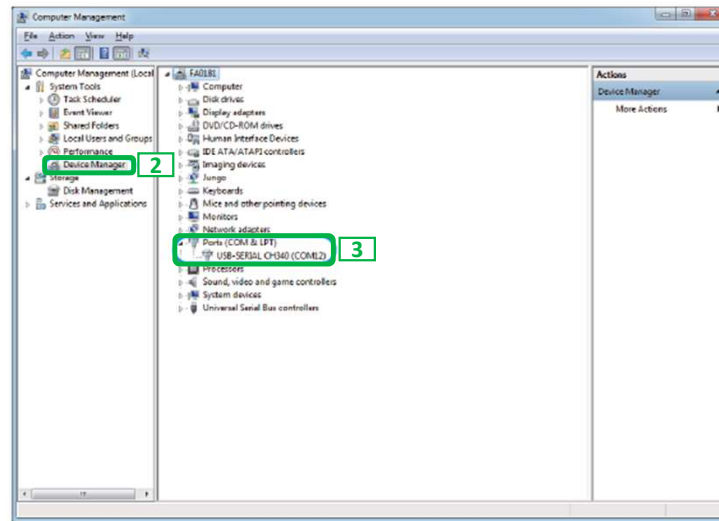 Computer Management
File Action View Help
Computer Management (Local
System Tools
Task Scheduler
Event Viewer
Shared Folders
Local Users and Groups
Performance
Device Manager
2
Storage
Disk Management
Services and Applications
FA0181
Computer
Disk drives
Display adapters
DVD/CD-ROM drives
Human Interface Devices
IDE ATA/ATAPI controllers
Imaging devices
Jungo
Keyboards
Mice and other pointing devices
Monitors
Network adapters
Ports (COM & LPT)
USB-SERIAL CH340 (COM12)
3
Processors
Sound, video and game controllers
System devices
Universal Serial Bus controllers
Actions
Device Manager
More Actions